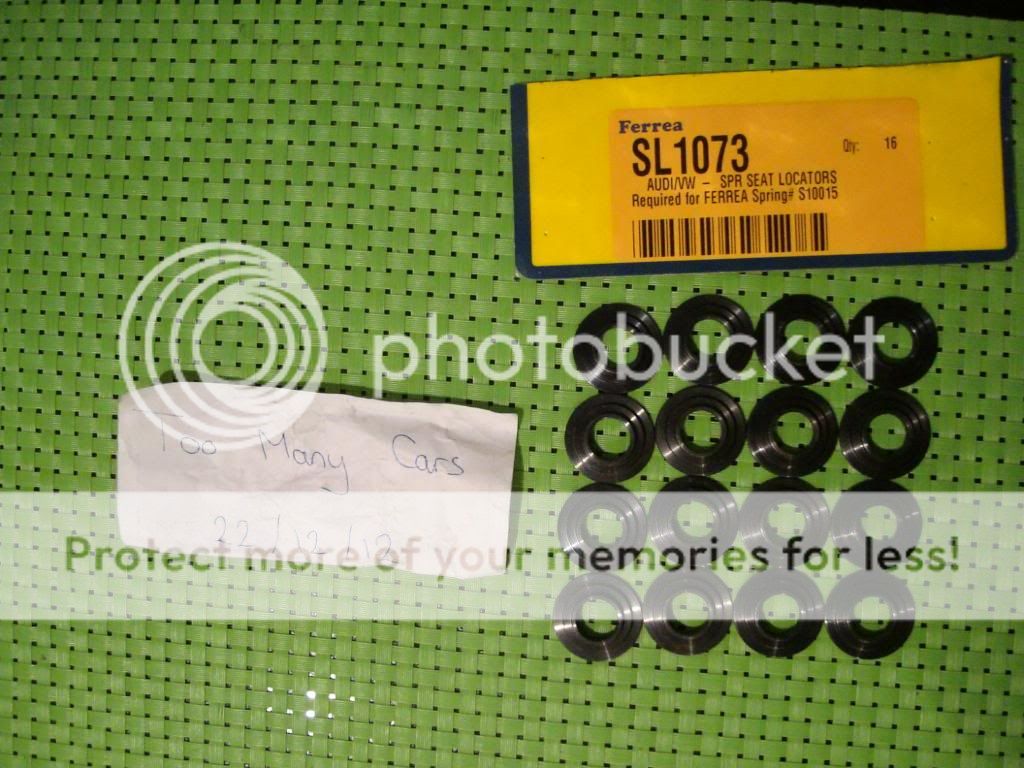 Ferrea
SL1073
Qty: 16
AUDI/VW - SPR SEAT LOCATORS
Required for FERREA Spring# S10015
photobucket
Too Many Cars
22/12/12
Protect more of your memories for less!